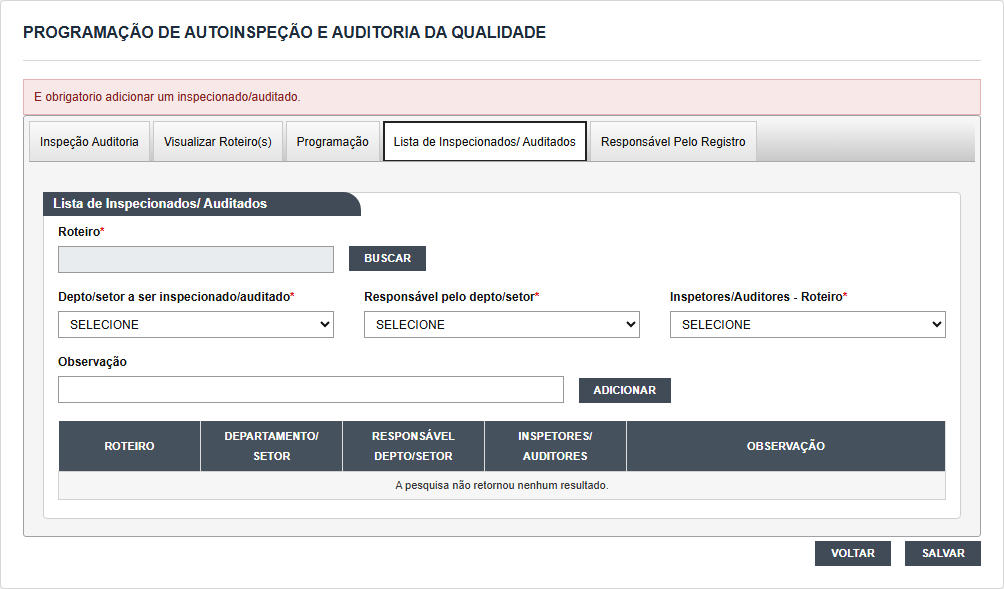 PROGRAMAÇÃO DE AUTOINSPEÇÃO E AUDITORIA DA QUALIDADE
E obrigatorio adicionar um inspecionado/auditado.
Inspeção Auditoria
Visualizar Roteiro(s)
Programação
Lista de Inspecionados/ Auditados
Responsável Pelo Registro
Lista de Inspecionados/ Auditados
Roteiro*
BUSCAR
Depto/setor a ser inspecionado/auditado*
Responsável pelo depto/setor*
Inspetores/Auditores - Roteiro*
SELECIONE
SELECIONE
SELECIONE
Observação
ADICIONAR
ROTEIRO
DEPARTAMENTO/
SETOR
RESPONSÁVEL
DEPTO/SETOR
INSPETORES/
AUDITORES
OBSERVAÇÃO
A pesquisa não retornou nenhum resultado.
VOLTAR
SALVAR